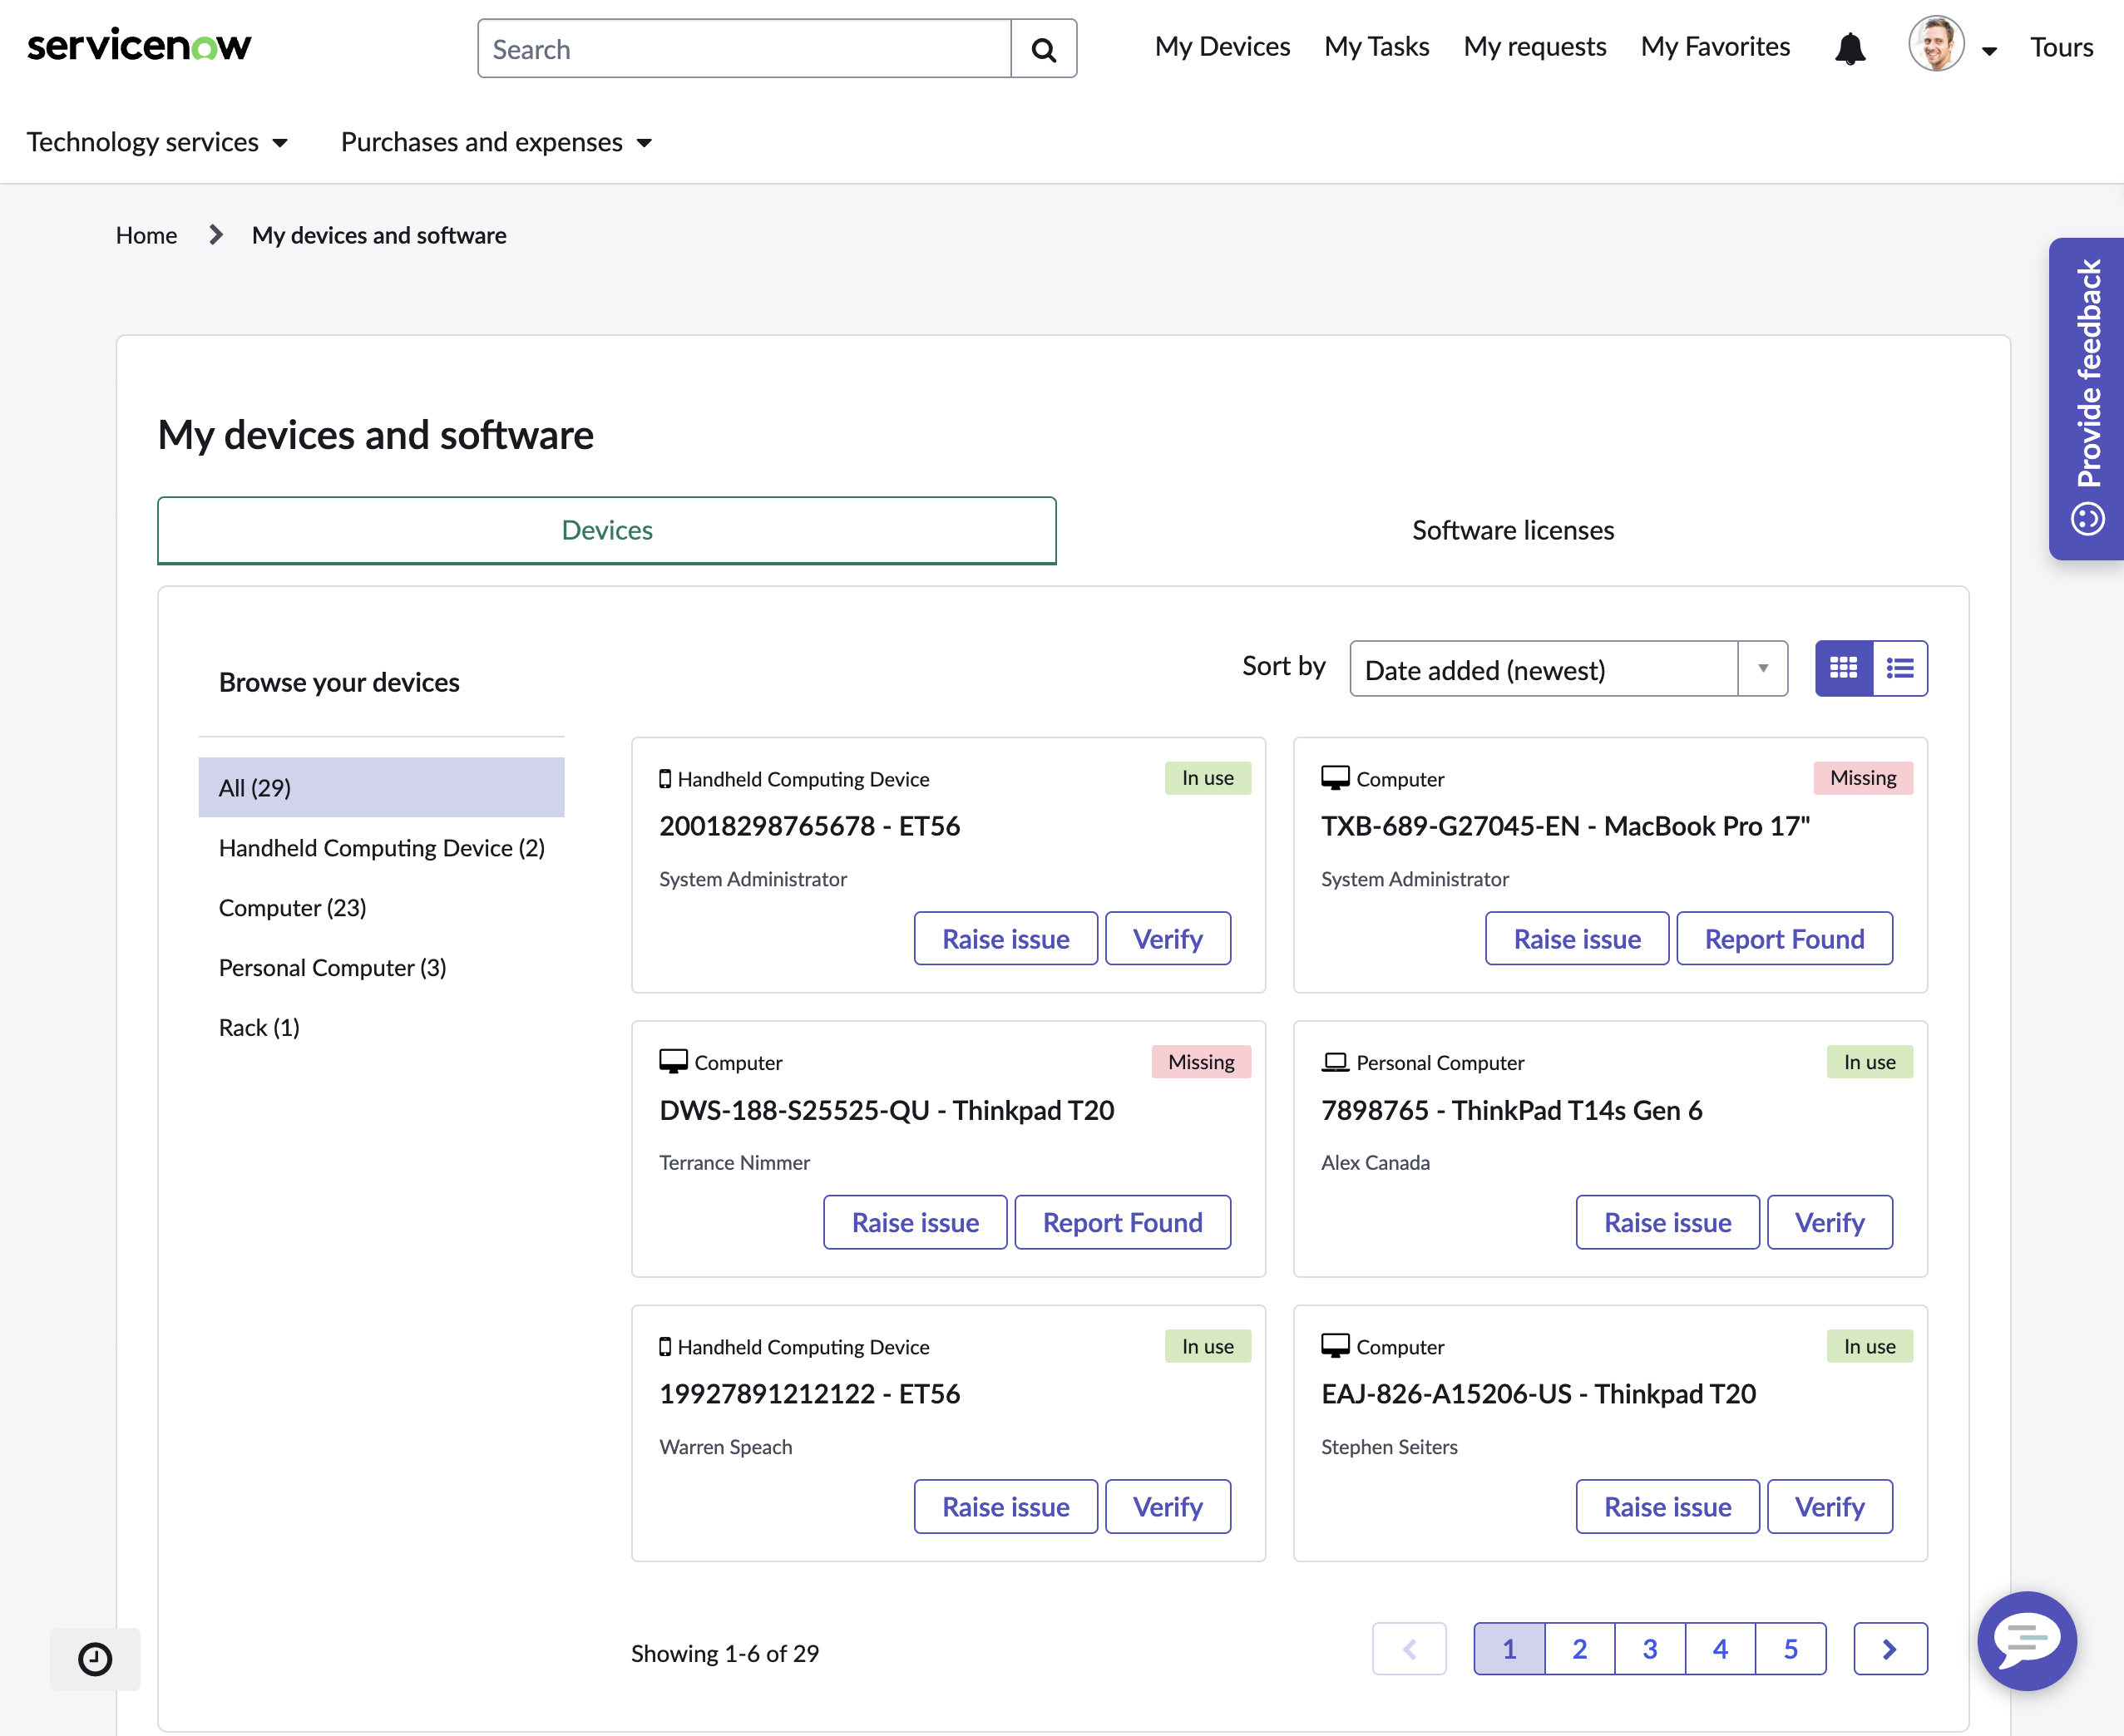 servicenow
Search
My Devices
My Tasks
My requests
My Favorites
Tours
Technology services
Purchases and expenses
Home
My devices and software
Provide feedback
My devices and software
Devices
Software licenses
Browse your devices
Sort by
Date added (newest)
All (29)
Handheld Computing Device (2)
Computer (23)
Personal Computer (3)
Rack (1)
Handheld Computing Device
In use
20018298765678 - ET56
System Administrator
Raise issue
Verify
Computer
Missing
TXB-689-G27045-EN - MacBook Pro 17"
System Administrator
Raise issue
Report Found
Computer
Missing
DWS-188-S25525-QU - Thinkpad T20
Terrance Nimmer
Raise issue
Report Found
Personal Computer
In use
7898765 - ThinkPad T14s Gen 6
Alex Canada
Raise issue
Verify
Handheld Computing Device
In use
19927891212122 - ET56
Warren Speach
Raise issue
Verify
Computer
In use
EAJ-826-A15206-US - Thinkpad T20
Stephen Seiters
Raise issue
Verify
Showing 1-6 of 29
1
2
3
4
5